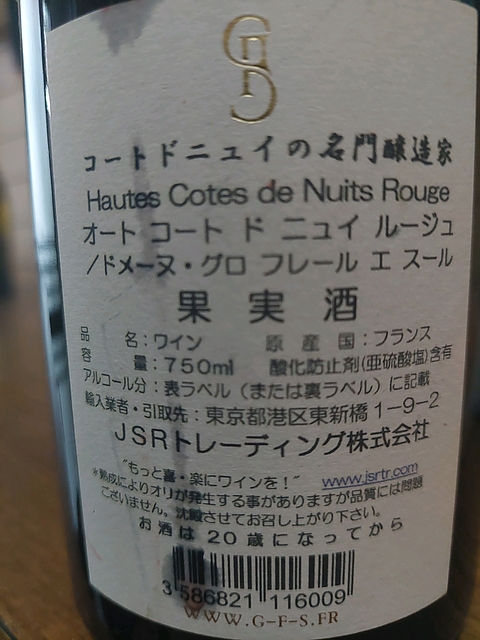 コートドニュイの名門醸造家
Hautes Cotes de Nuits Rouge
オート コート ド ニュイ ルージュ
/ドメーヌ・グロ フレール エ スール
果実酒
品 名:ワイン 原産国:フランス
容 量:750ml 酸化防止剤(亜硫酸塩)含有
アルコール分:表ラベル(または裏ラベル)に記載
輸入業者・引取先:東京都港区東新橋1-9-2
JSRトレーディング株式会社
"もっと喜・楽にワインを!" www.jsrtr.com
*熟成によりオリが発生する事がありますが品質には問題
ございません。沈殿させてお召し上がり下さい。
お酒は20歳になってから
3 586821 116009
WWW.G-F-S.FR